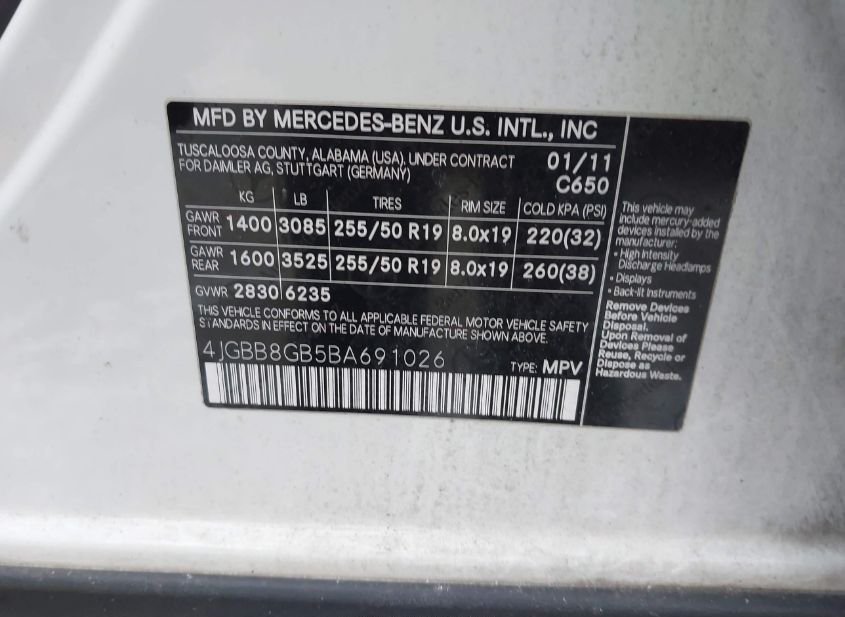 MFD BY MERCEDES-BENZ U.S. INTL., INC
TUSCALOOSA COUNTY, ALABAMA (USA), UNDER CONTRACT
FOR DAIMLER AG, STUTTGART (GERMANY)
01/11
C650
KG LB TIRES RIM SIZE COLD KPA (PSI)
GAWR FRONT 1400 3085 255/50 R19 8.0x19 220(32)
GAWR REAR 1600 3525 255/50 R19 8.0x19 260(38)
GVWR 2830 6235
THIS VEHICLE CONFORMS TO ALL APPLICABLE FEDERAL MOTOR VEHICLE SAFETY
STANDARDS IN EFFECT ON THE DATE OF MANUFACTURE SHOWN ABOVE.
4JGBB8GB5BA691026 TYPE: MPV
This vehicle may
include mercury-added
devices installed by the
manufacturer:
• High Intensity
Discharge Headlamps
• Displays
• Back-lit Instruments
Remove Devices
Before Vehicle
Disposal.
Upon Removal of
Devices Please
Reuse, Recycle or
Dispose as
Hazardous Waste.